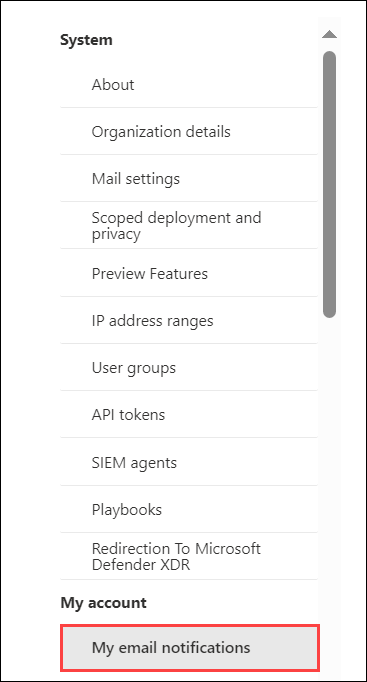 System
About
Organization details
Mail settings
Scoped deployment and
privacy
Preview Features
IP address ranges
User groups
API tokens
SIEM agents
Playbooks
Redirection To Microsoft
Defender XDR
My account
My email notifications